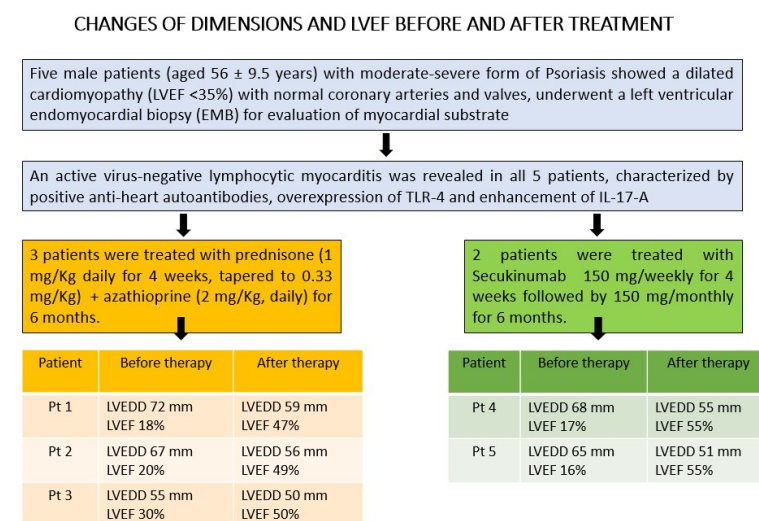 CHANGES OF DIMENSIONS AND LVEF BEFORE AND AFTER TREATMENT
Five male patients (aged 56 ± 9.5 years) with moderate-severe form of Psoriasis showed a dilated
cardiomyopathy (LVEF <35%) with normal coronary arteries and valves, underwent a left ventricular
endomyocardial biopsy (EMB) for evaluation of myocardial substrate
An active virus-negative lymphocytic myocarditis was revealed in all 5 patients, characterized by
positive anti-heart autoantibodies, overexpression of TLR-4 and enhancement of IL-17-A
3 patients were treated with prednisone (1
mg/Kg daily for 4 weeks, tapered to 0.33
mg/Kg) + azathioprine (2 mg/Kg, daily) for
6 months.
2 patients were treated with
Secukinumab 150 mg/weekly for 4
weeks followed by 150 mg/monthly
for 6 months.
Patient Before therapy After therapy
Pt 1 LVEDD 72 mm LVEDD 59 mm
LVEF 18% LVEF 47%
Pt 2 LVEDD 67 mm LVEDD 56 mm
LVEF 20% LVEF 49%
Pt 3 LVEDD 55 mm LVEDD 50 mm
LVEF 30% LVEF 50%
Patient Before therapy After therapy
Pt 4 LVEDD 68 mm LVEDD 55 mm
LVEF 17% LVEF 55%
Pt 5 LVEDD 65 mm LVEDD 51 mm
LVEF 16% LVEF 55%